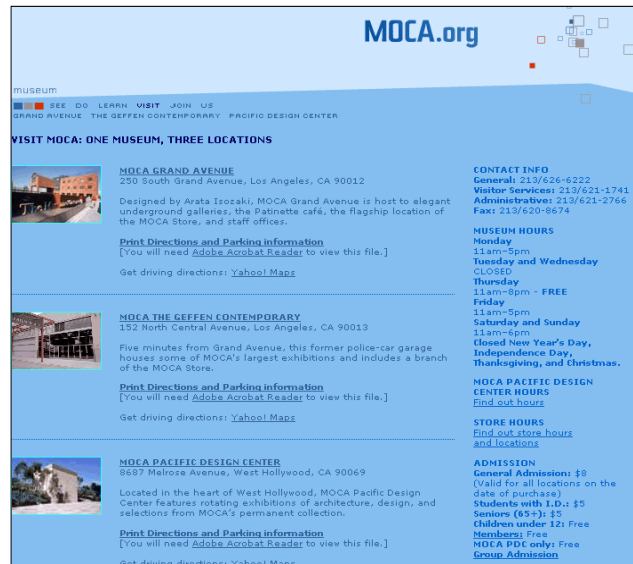 MOCA.org
museum
SEE DO LEARN VISIT JOIN US
GRAND AVENUE THE GEFFEN CONTEMPORARY PACIFIC DESIGN CENTER
VISIT MOCA: ONE MUSEUM, THREE LOCATIONS
MOCA GRAND AVENUE
250 South Grand Avenue, Los Angeles, CA 90012
Designed by Arata Isozaki, MOCA Grand Avenue is host to elegant
underground galleries, the Patinette café, the flagship location of
the MOCA Store, and staff offices.
Print Directions and Parking information
[You will need Adobe Acrobat Reader to view this file.]
Get driving directions: Yahoo! Maps
MOCA THE GEFFEN CONTEMPORARY
152 North Central Avenue, Los Angeles, CA 90013
Five minutes from Grand Avenue, this former police-car garage
houses some of MOCA's largest exhibitions and includes a branch
of the MOCA Store.
Print Directions and Parking information
[You will need Adobe Acrobat Reader to view this file.]
Get driving directions: Yahoo! Maps
MOCA PACIFIC DESIGN CENTER
8687 Melrose Avenue, West Hollywood, CA 90069
Located in the heart of West Hollywood, MOCA Pacific Design
Center features rotating exhibitions of architecture, design, and
selections from MOCA's permanent collection.
Print Directions and Parking information
[You will need Adobe Acrobat Reader to view this file.]
Get driving directions: Yahoo! Maps
CONTACT INFO
General: 213/626-6222
Visitor Services: 213/621-1741
Administrative: 213/621-2766
Fax: 213/620-8674
MUSEUM HOURS
Monday
11am–5pm
Tuesday and Wednesday
CLOSED
Thursday
11am–8pm - FREE
Friday
11am–5pm
Saturday and Sunday
11am–6pm
Closed New Year's Day,
Independence Day,
Thanksgiving, and Christmas.
MOCA PACIFIC DESIGN
CENTER HOURS
Find out hours
STORE HOURS
Find out store hours
and locations
ADMISSION
General Admission: $8
(Valid for all locations on the
date of purchase)
Students with I.D.: $5
Seniors (65+): $5
Children under 12: Free
Members: Free
MOCA PDC only: Free
Group Admission